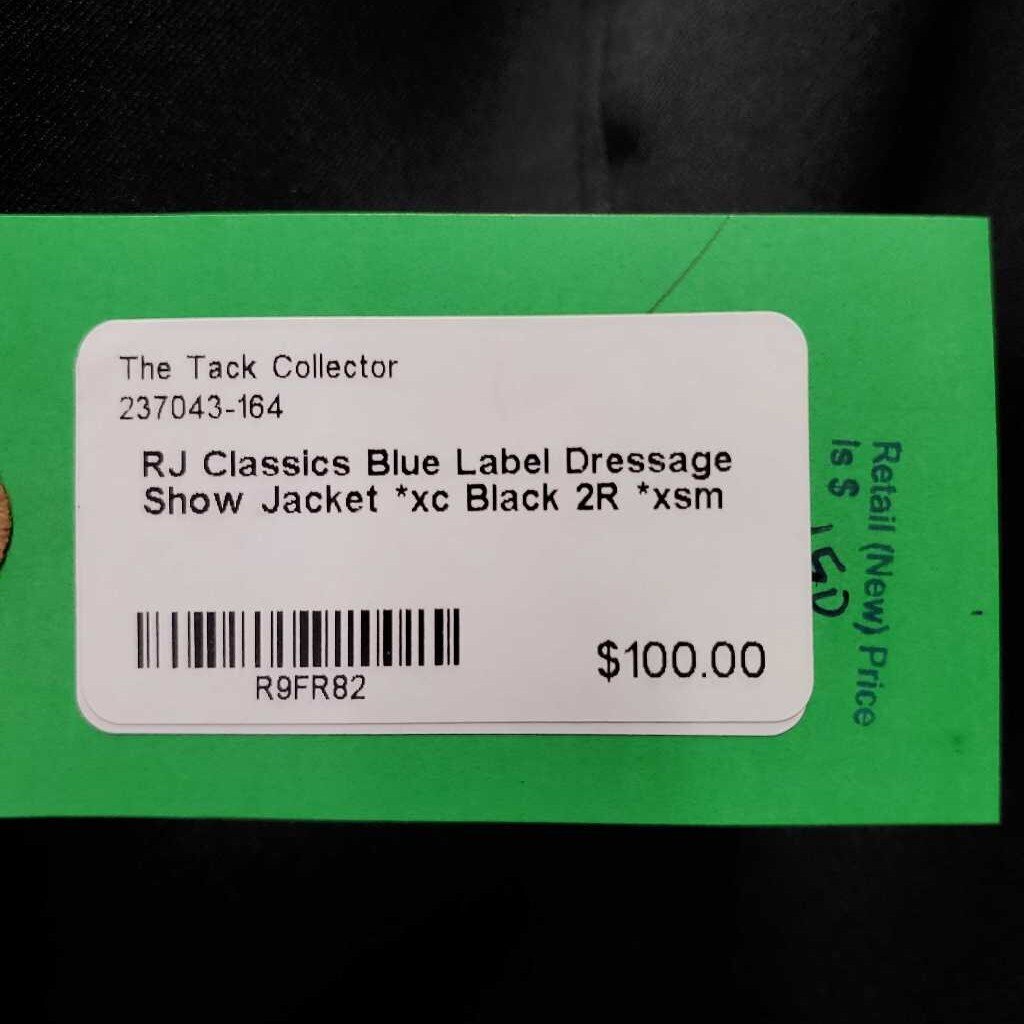 The Tack Collector
237043-164
RJ Classics Blue Label Dressage
Show Jacket *xc Black 2R *xsm
R9FR82
$100.00
Retail (New) Price
Is $ 150